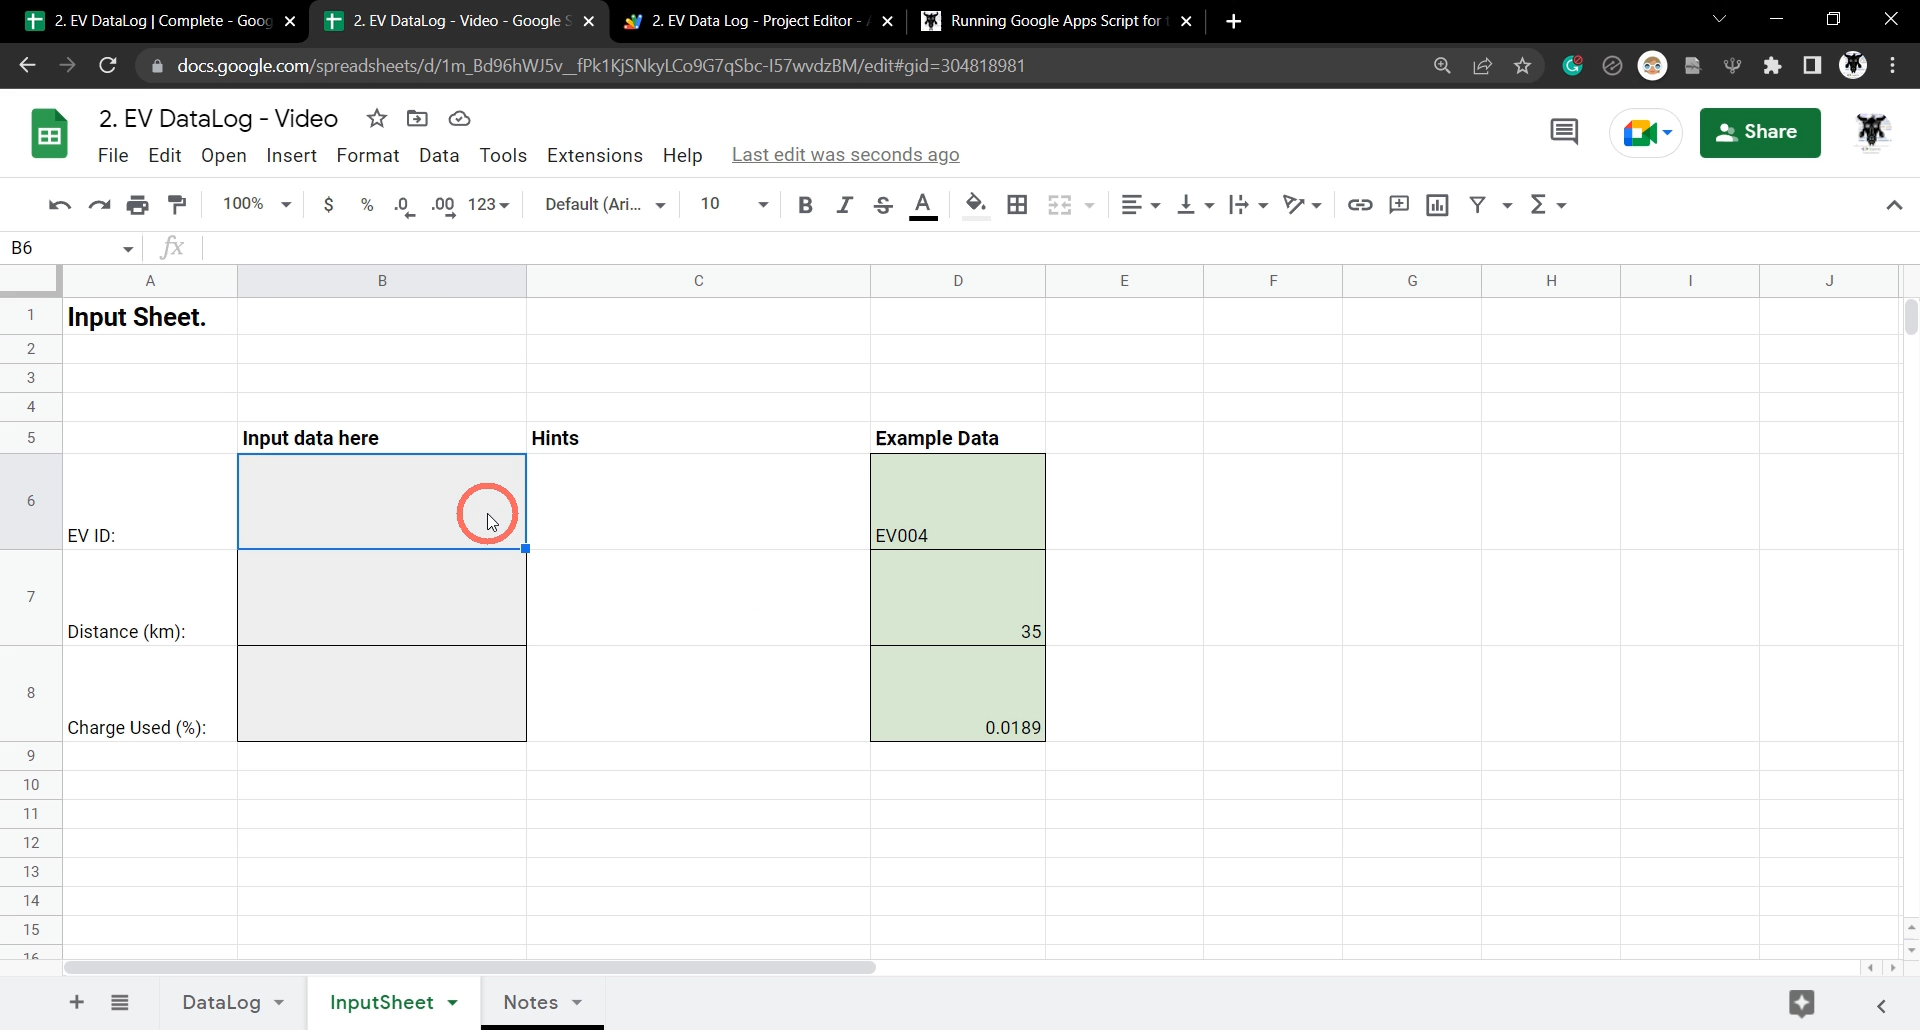 2. EV DataLog | Complete - Goog
2. EV DataLog - Video - Google S
2. EV Data Log - Project Editor - A
Running Google Apps Script for t
docs.google.com/spreadsheets/d/1m_Bd96hWJ5v__fPk1KjSNkyLCo9G7qSbc-I57wvdzBM/edit#gid=304818981
2. EV DataLog - Video
File Edit Open Insert Format Data Tools Extensions Help Last edit was seconds ago
Share
100% $ % .0 .00 123 Default (Ari... 10 B I S A Σ
B6 fx
A B C D E F G H I J
1 Input Sheet.
2
3
4
5 Input data here Hints Example Data
6 EV ID: EV004
7 Distance (km): 35
8 Charge Used (%): 0.0189
9
10
11
12
13
14
15
16
DataLog InputSheet Notes